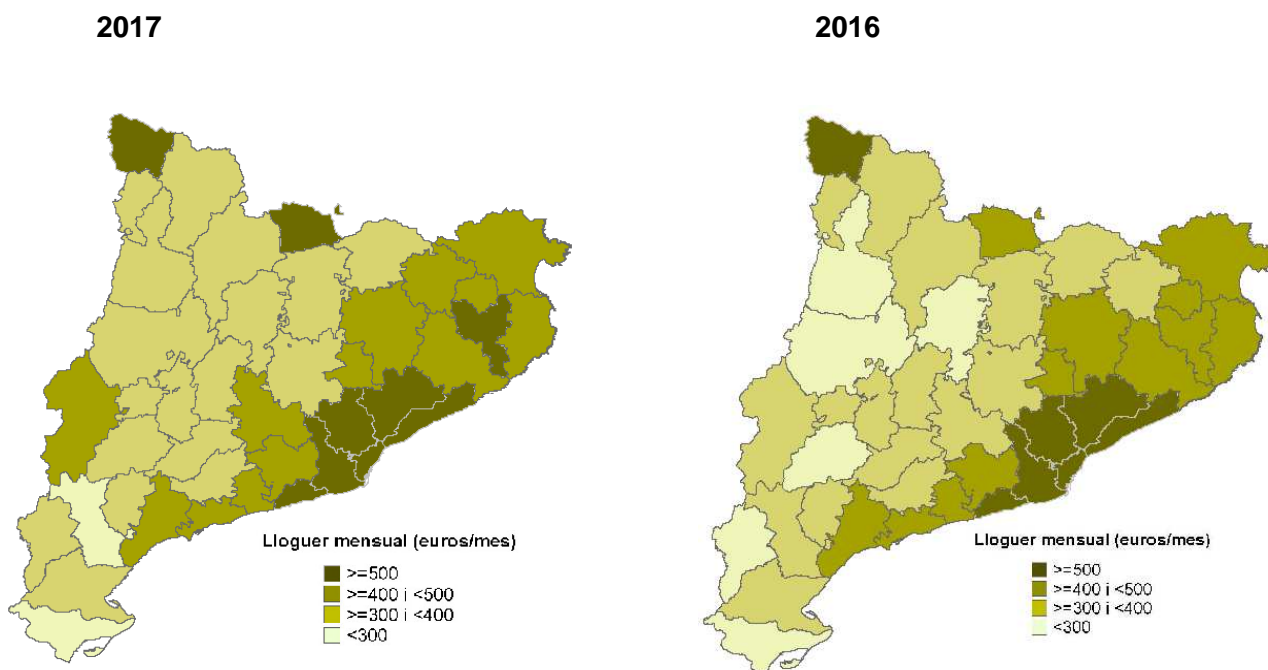 2017
2016
Lloguer mensual (euros/mes)
>=500
>=400 i <500
>=300 i <400
<300
Lloguer mensual (euros/mes)
>=500
>=400 i <500
>=300 i <400
<300